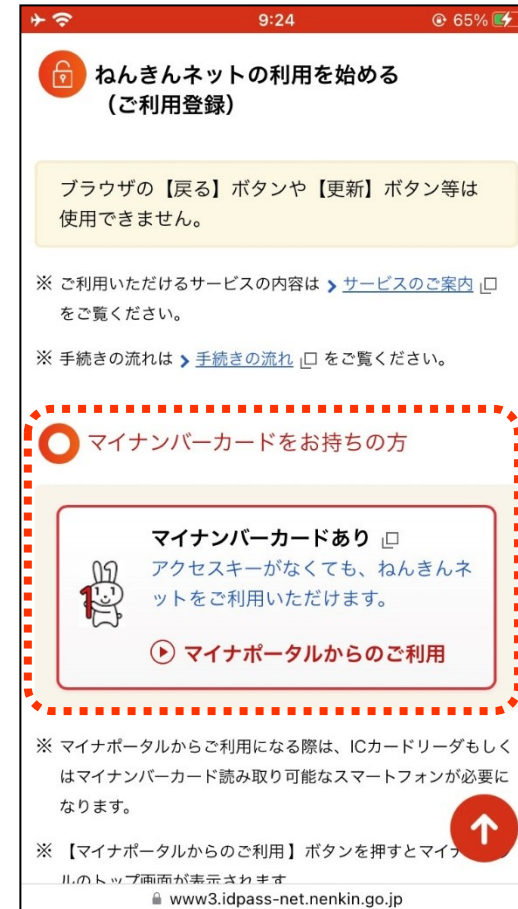 9:24
65%
ねんきんネットの利用を始める
（ご利用登録）
ブラウザの【戻る】ボタンや【更新】ボタン等は
使用できません。
※ ご利用いただけるサービスの内容は サービスのご案内
をご覧ください。
※ 手続きの流れは 手続きの流れ をご覧ください。
マイナンバーカードをお持ちの方
マイナンバーカードあり
アクセスキーがなくても、ねんきんネ
ットをご利用いただけます。
マイナポータルからのご利用
※ マイナポータルからご利用になる際は、ICカードリーダもしく
はマイナンバーカード読み取り可能なスマートフォンが必要に
なります。
※ 【マイナポータルからのご利用】ボタンを押すとマイナ
ルのトップ画面が表示されます
www3.idpass-net.nenkin.go.jp